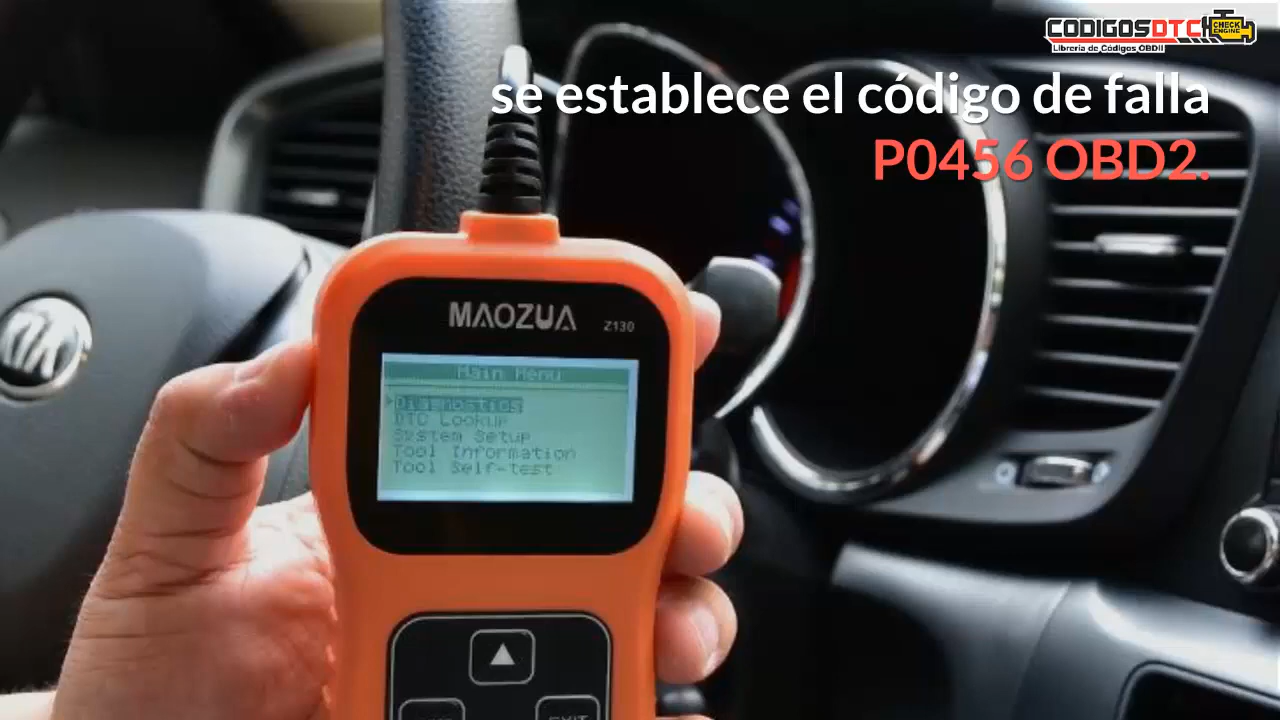 CODIGOSDTC
CHECK
ENGINE
Libreria de Códigos OBDII
se establece el código de falla
P0456 OBD2.
MAOZUA
Z130
Main Menu
Diagnostics
DTC Lookup
System Setup
Tool Information
Tool Self-test
EXIT